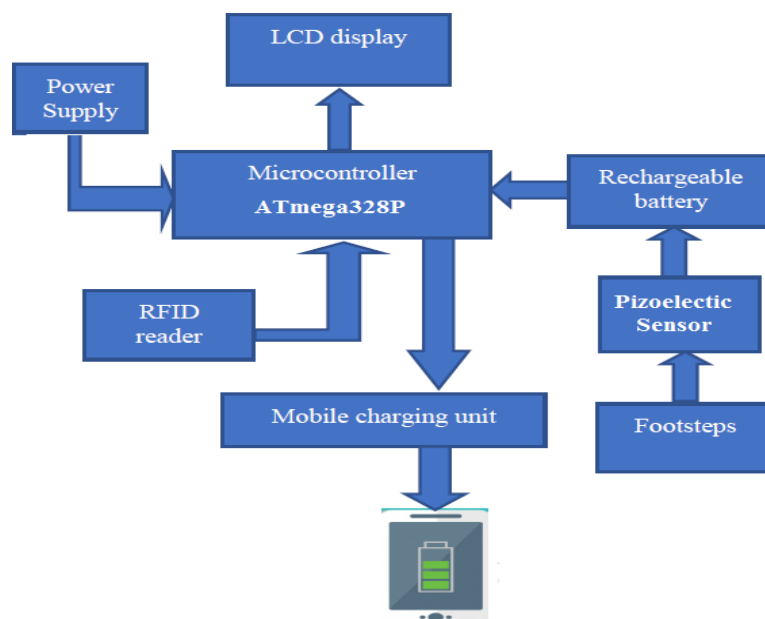 LCD display
Power
Supply
Microcontroller
ATmega328P
Rechargeable
battery
RFID
reader
Pizoelectic
Sensor
Mobile charging unit
Footsteps